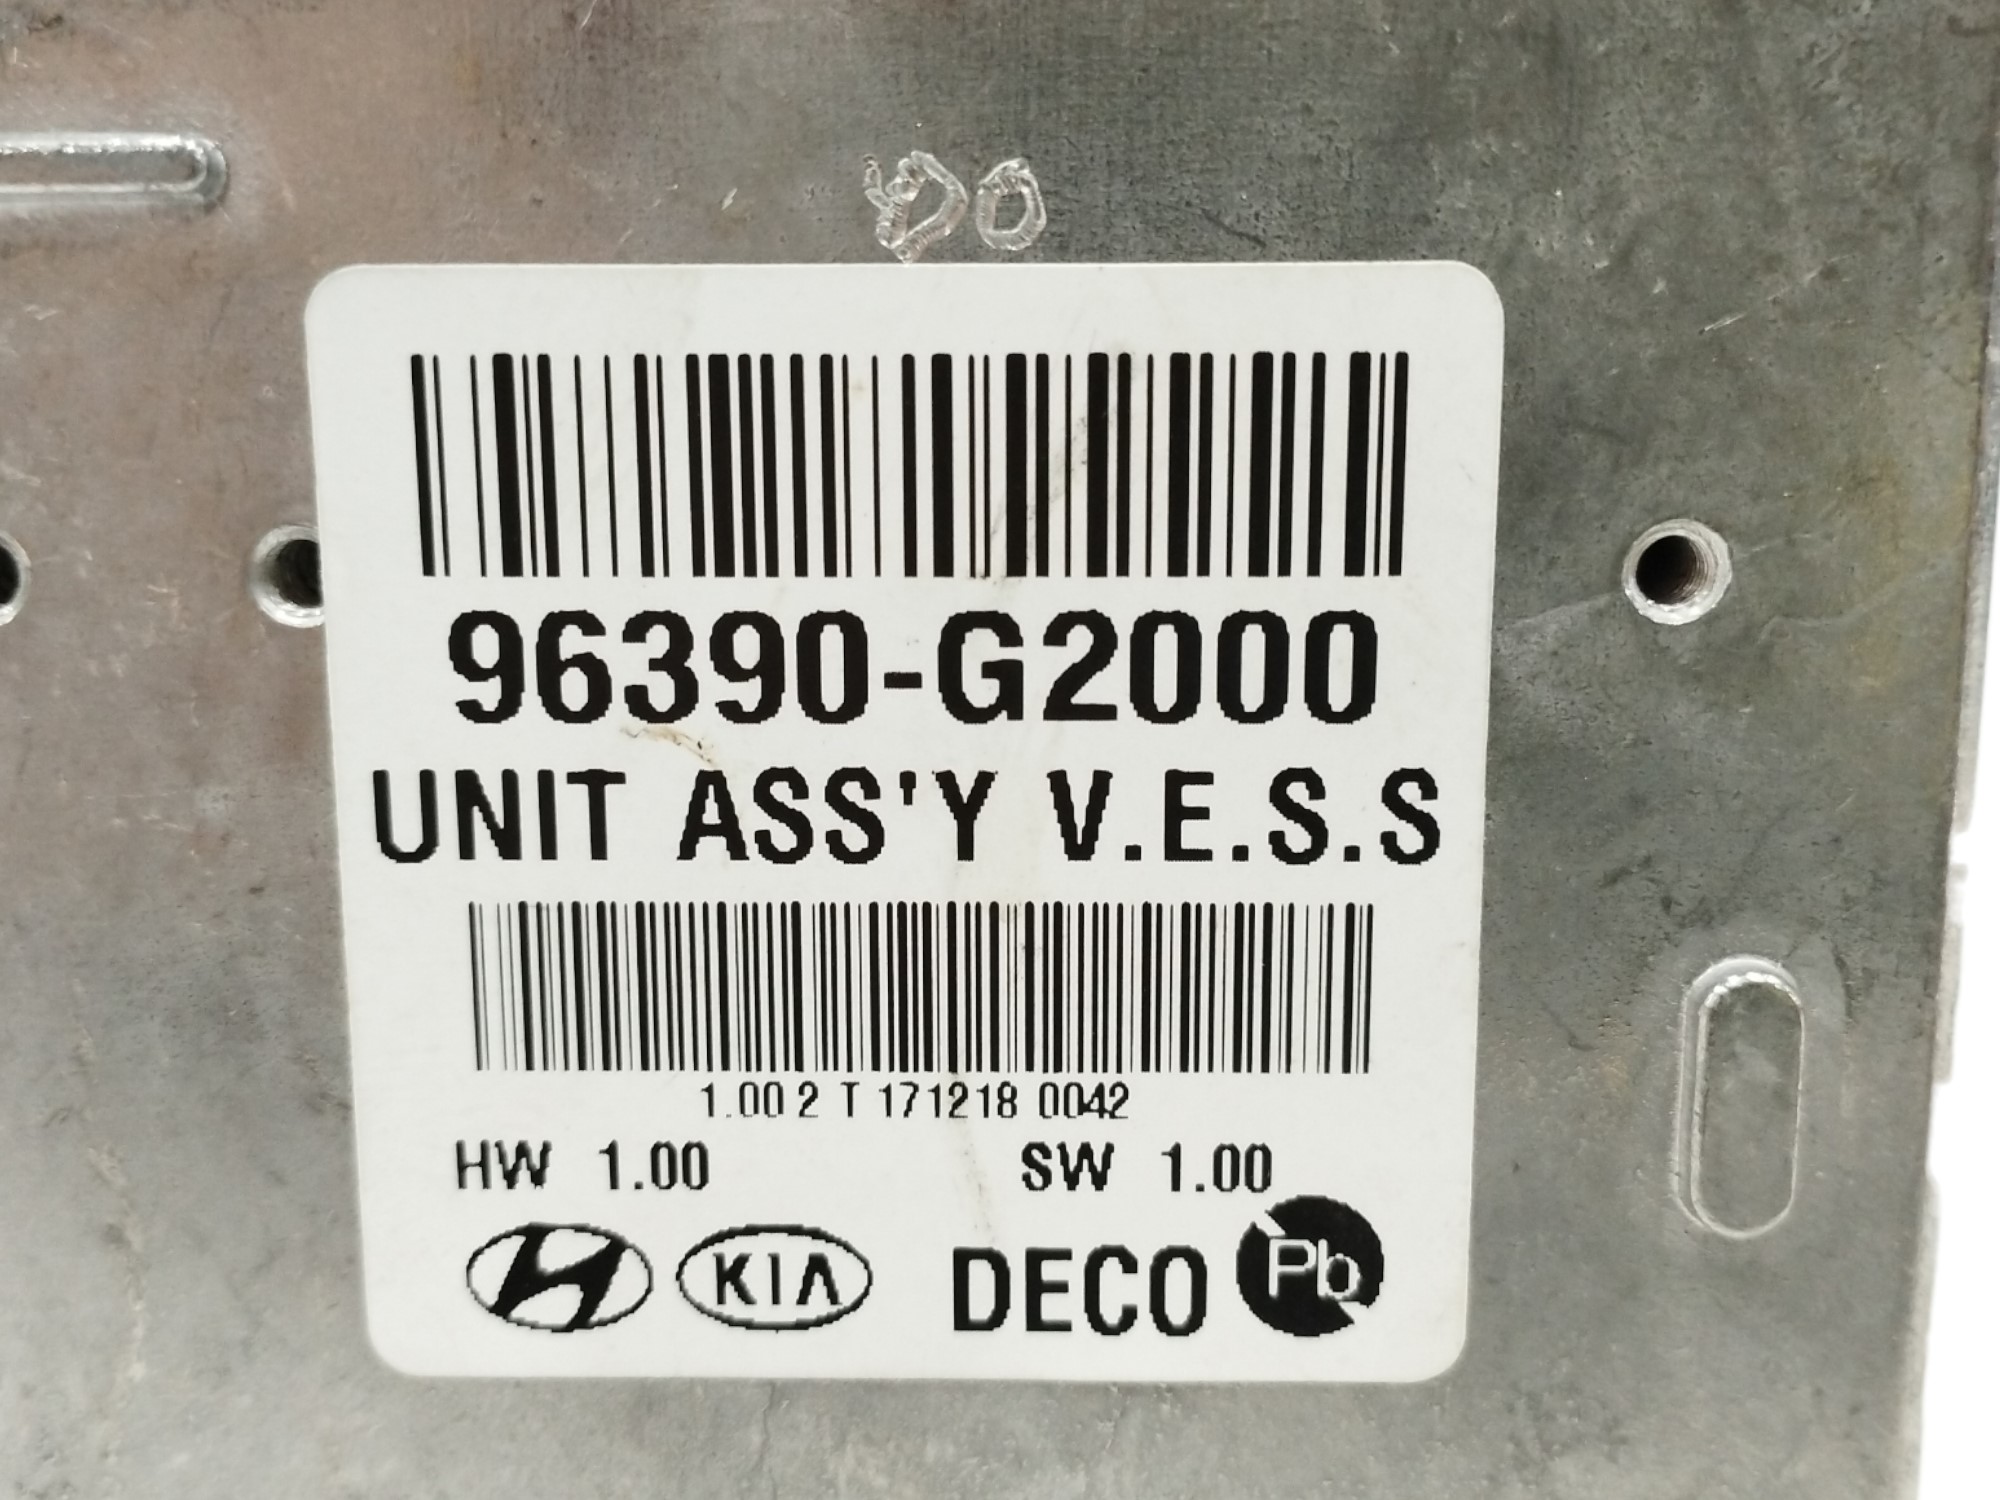 96390-G2000
UNIT ASS'Y V.E.S.S
1.00 2 T 171218 0042
HW 1.00 SW 1.00
KIA DECO Pb